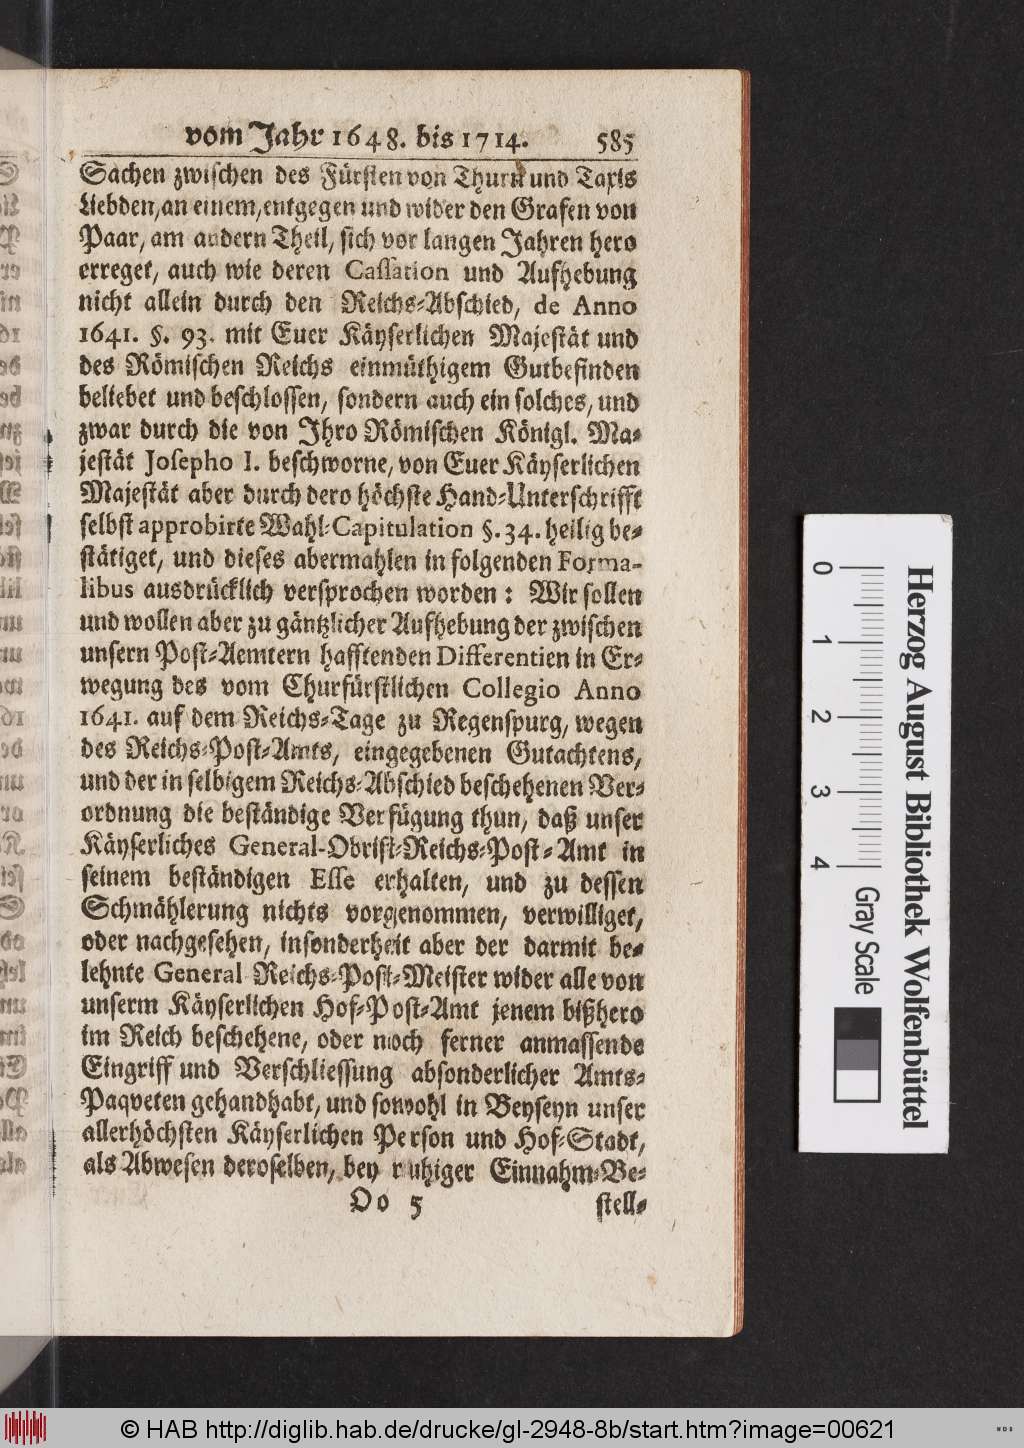 vom Jahr 1648. bis 1714. 585
Sachen zwischen des Fürsten von Thurn und Taxis
Liebden, an einem, entgegen und wider den Grafen von
Paar, am andern Theil, sich vor langen Jahren hero
erreget, auch wie deren Cassation und Aufhebung
nicht allein durch den Reichs-Abschied, de Anno
1641. §. 93. mit Euer Käyserlichen Majestät und
des Römischen Reichs einmüthigem Gutbefinden
beliebet und beschlossen, sondern auch ein solches, und
zwar durch die von Ihro Römischen Königl. Ma-
jestät Josepho I. beschworne, von Euer Käyserlichen
Majestät aber durch dero höchste Hand-Unterschrifft
selbst approbirte Wahl-Capitulation §. 34. heilig be-
stätiget, und dieses abermahlen in folgenden Forma-
libus ausdrücklich versprochen worden: Wir sollen
und wollen aber zu gäntzlicher Aufhebung der zwischen
unsern Post-Aemtern hafftenden Differentien in Er-
wegung des vom Churfürstlichen Collegio Anno
1641. auf dem Reichs-Tage zu Regenspurg, wegen
des Reichs-Post-Amts, eingegebenen Gutachtens,
und der in selbigem Reichs-Abschied beschehenen Ver-
ordnung die beständige Verfügung thun, daß unser
Käyserliches General-Obrist-Reichs-Post-Amt in
seinem beständigen Esse erhalten, und zu dessen
Schmählerung nichts vorgenommen, verwilliget,
oder nachgesehen, insonderheit aber der darmit be-
lehnte General Reichs-Post-Meister wider alle von
unserm Käyserlichen Hof-Post-Amt jenem bißhero
im Reich beschehene, oder noch ferner anmassende
Eingriff und Verschliessung absonderlicher Amts-
Paqveten gehandhabt, und sowohl in Beyseyn unser
allerhöchsten Käyserlichen Person und Hof-Stadt,
als Abwesen deroselben, bey ruhiger Einnahm-Be-
Oo 5 stell-
Herzog August Bibliothek Wolfenbüttel
0 1 2 3 4 Gray Scale
© HAB http://diglib.hab.de/drucke/gl-2948-8b/start.htm?image=00621